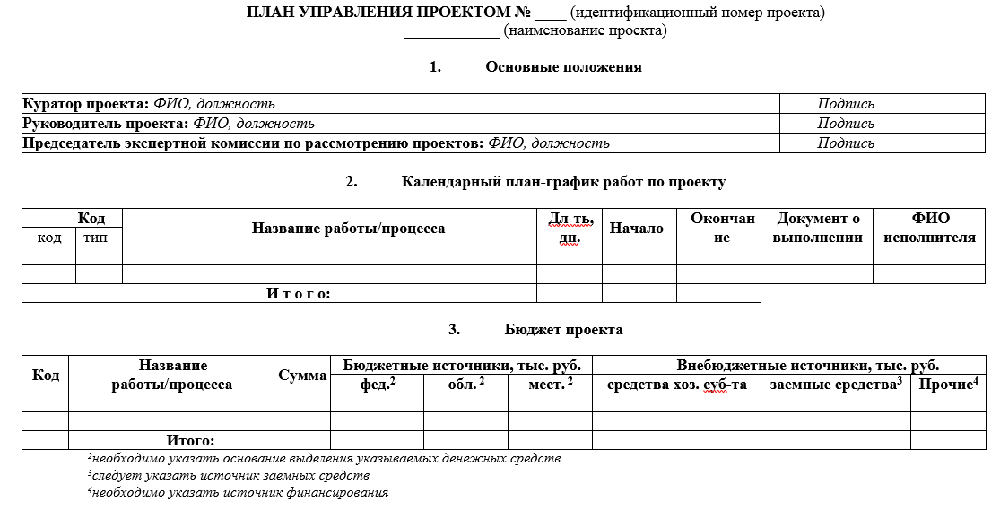 ПЛАН УПРАВЛЕНИЯ ПРОЕКТОМ № ____ (идентификационный номер проекта)
____________ (наименование проекта)
1. Основные положения
Куратор проекта: ФИО, должность Подпись
Руководитель проекта: ФИО, должность Подпись
Председатель экспертной комиссии по рассмотрению проектов: ФИО, должность Подпись
2. Календарный план-график работ по проекту
Код Название работы/процесса Дл-ть, дн. Начало Окончание Документ о выполнении ФИО исполнителя
код тип
И т о г о:
3. Бюджет проекта
Код Название работы/процесса Сумма Бюджетные источники, тыс. руб. Внебюджетные источники, тыс. руб.
фед.² обл. ² мест. ² средства хоз. суб-та заемные средства³ Прочие⁴
Итого:
²необходимо указать основание выделения указываемых денежных средств
³следует указать источник заемных средств
⁴необходимо указать источник финансирования